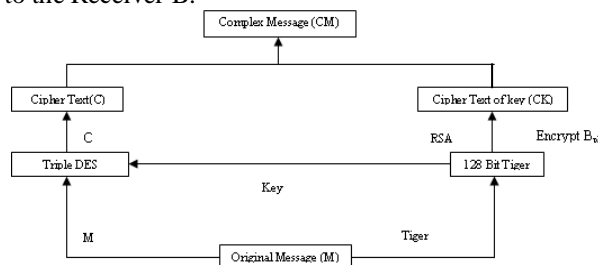 to the Receiver B.
Complex Message (CM)
Cipher Text(C)
Cipher Text of key (CK)
C
RSA
Encrypt B
Triple DES
128 Bit Tiger
Key
M
Tiger
Original Message (M)